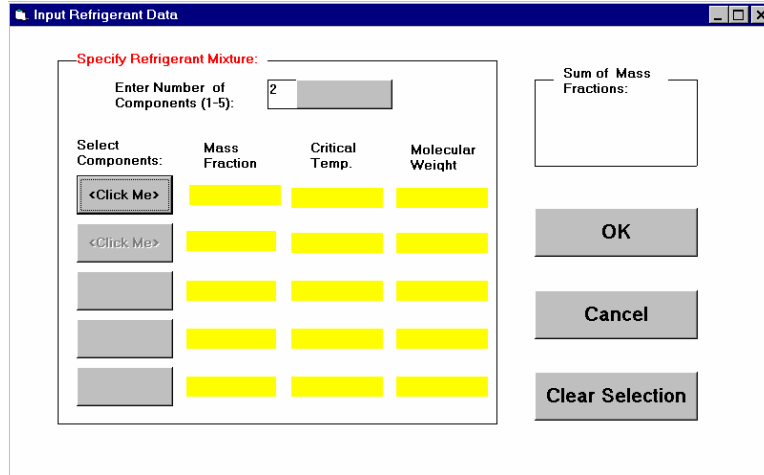 Input Refrigerant Data
Specify Refrigerant Mixture:
Enter Number of
Components (1-5):
2
Sum of Mass
Fractions:
Select
Components:
Mass
Fraction
Critical
Temp.
Molecular
Weight
<Click Me>
<Click Me>
OK
Cancel
Clear Selection